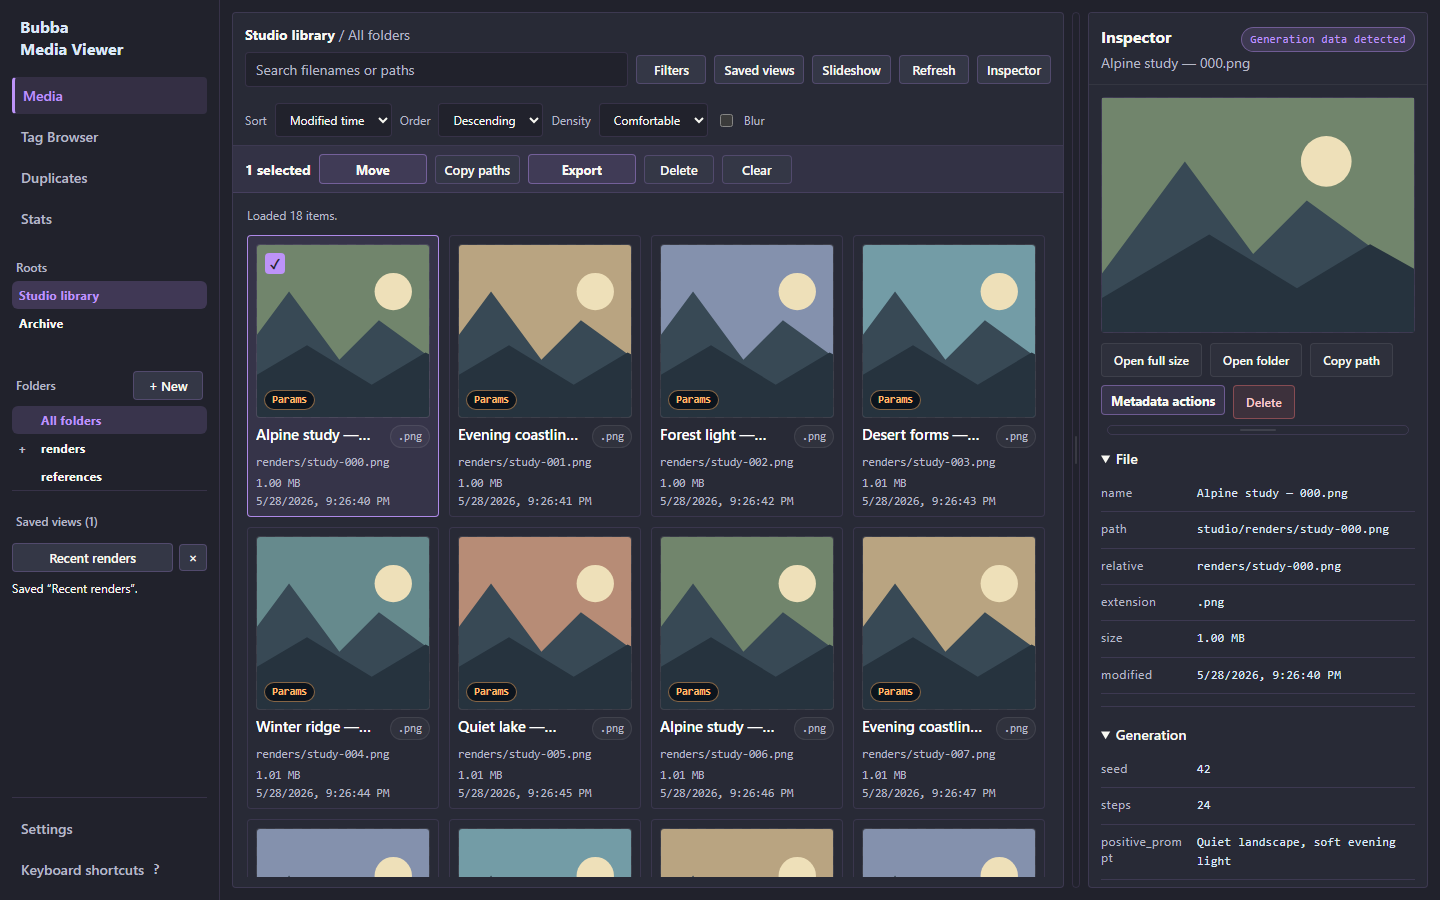 Bubba
Media Viewer
Media
Tag Browser
Duplicates
Stats
Roots
Studio library
Archive
Folders
+ New
All folders
+ renders
references
Saved views (1)
Recent renders ×
Saved “Recent renders”.
Settings
Keyboard shortcuts ?
Studio library / All folders
Search filenames or paths
Filters Saved views Slideshow Refresh Inspector
Sort Modified time Order Descending Density Comfortable Blur
1 selected Move Copy paths Export Delete Clear
Loaded 18 items.
Params
Alpine study —... .png
renders/study-000.png
1.00 MB
5/28/2026, 9:26:40 PM
Params
Evening coastlin... .png
renders/study-001.png
1.00 MB
5/28/2026, 9:26:41 PM
Params
Forest light —... .png
renders/study-002.png
1.00 MB
5/28/2026, 9:26:42 PM
Params
Desert forms —... .png
renders/study-003.png
1.01 MB
5/28/2026, 9:26:43 PM
Params
Winter ridge —... .png
renders/study-004.png
1.01 MB
5/28/2026, 9:26:44 PM
Params
Quiet lake —... .png
renders/study-005.png
1.01 MB
5/28/2026, 9:26:45 PM
Params
Alpine study —... .png
renders/study-006.png
1.01 MB
5/28/2026, 9:26:46 PM
Params
Evening coastlin... .png
renders/study-007.png
1.01 MB
5/28/2026, 9:26:47 PM
Inspector Generation data detected
Alpine study — 000.png
Open full size Open folder Copy path
Metadata actions Delete
▼ File
name Alpine study — 000.png
path studio/renders/study-000.png
relative renders/study-000.png
extension .png
size 1.00 MB
modified 5/28/2026, 9:26:40 PM
▼ Generation
seed 42
steps 24
positive_prom Quiet landscape, soft evening
pt light